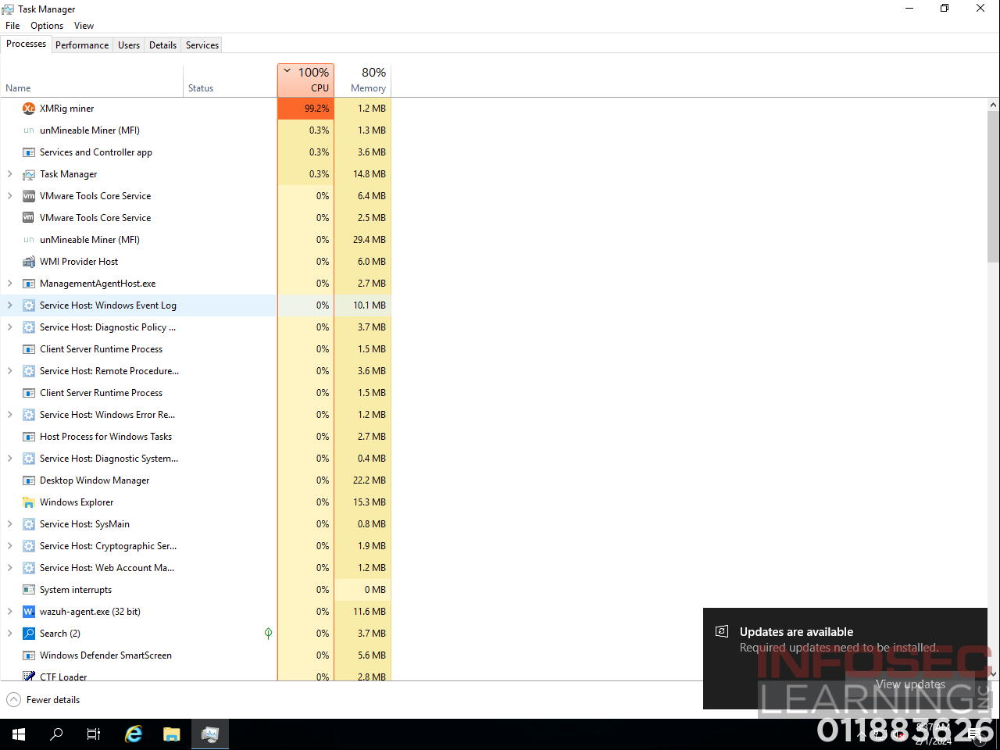 Task Manager
File Options View
Processes Performance Users Details Services
100% 80%
Name Status CPU Memory
Xr XMRig miner 99.2% 1.2 MB
un unMineable Miner (MFI) 0.3% 1.3 MB
Services and Controller app 0.3% 3.6 MB
Task Manager 0.3% 14.8 MB
vm VMware Tools Core Service 0% 6.4 MB
vm VMware Tools Core Service 0% 2.5 MB
un unMineable Miner (MFI) 0% 29.4 MB
WMI Provider Host 0% 6.0 MB
ManagementAgentHost.exe 0% 2.7 MB
Service Host: Windows Event Log 0% 10.1 MB
Service Host: Diagnostic Policy ... 0% 3.7 MB
Client Server Runtime Process 0% 1.5 MB
Service Host: Remote Procedure... 0% 3.6 MB
Client Server Runtime Process 0% 1.5 MB
Service Host: Windows Error Re... 0% 1.2 MB
Host Process for Windows Tasks 0% 2.7 MB
Service Host: Diagnostic System... 0% 0.4 MB
Desktop Window Manager 0% 22.2 MB
Windows Explorer 0% 15.3 MB
Service Host: SysMain 0% 0.8 MB
Service Host: Cryptographic Ser... 0% 1.9 MB
Service Host: Web Account Ma... 0% 1.2 MB
System interrupts 0% 0 MB
W. wazuh-agent.exe (32 bit) 0% 11.6 MB
Search (2) 0% 3.7 MB
Windows Defender SmartScreen 0% 5.6 MB
CTF Loader 0% 2.8 MB
Fewer details
Updates are available
Required updates need to be installed.
View updates
INFOSEC
LEARNING INC
011883626
8:37 AM
2/1/2024